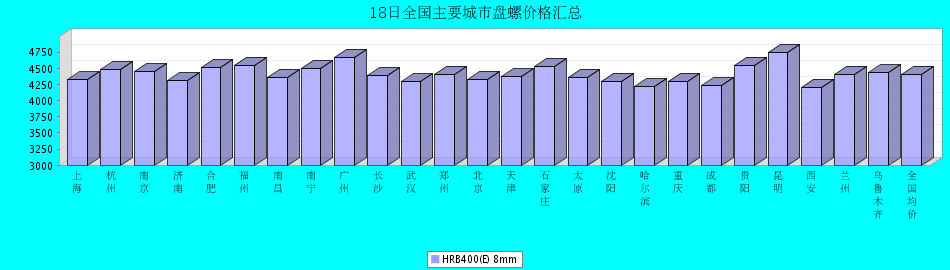 18日全国主要城市盘螺价格汇总
4750
4500
4250
4000
3750
3500
3250
3000
上海
杭州
南京
济南
合肥
福州
南昌
南宁
广州
长沙
武汉
郑州
北京
天津
石家庄
太原
沈阳
哈尔滨
重庆
成都
贵阳
昆明
西安
兰州
乌鲁木齐
全国均价
HRB400(E) 8mm